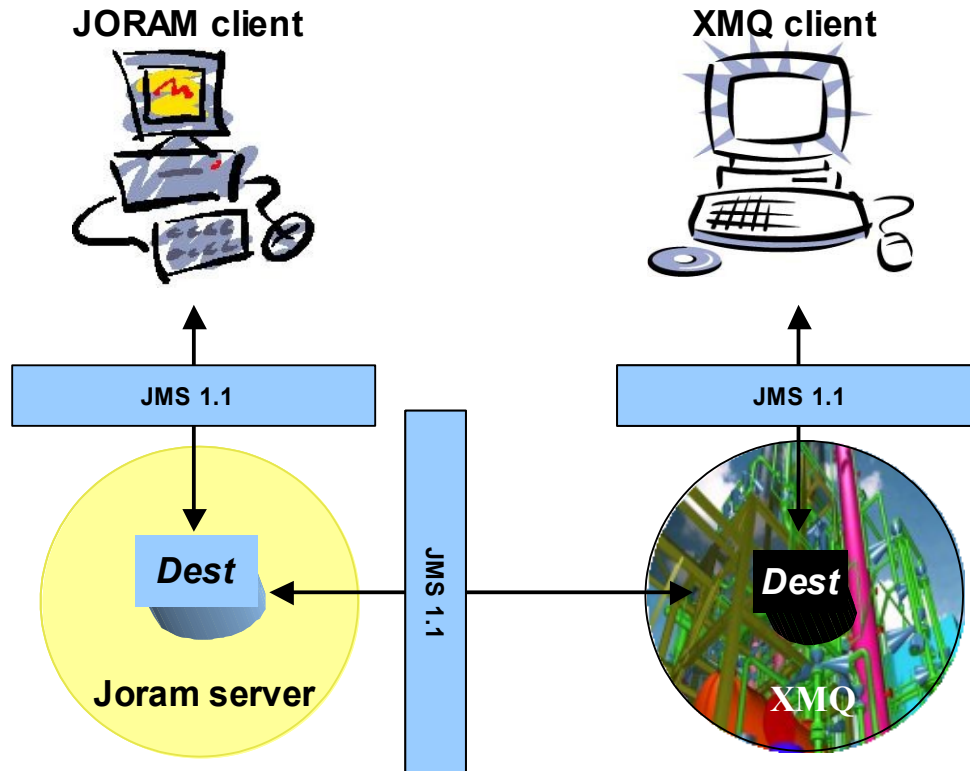 JORAM client
XMQ client
JMS 1.1
JMS 1.1
JMS 1.1
Dest
Dest
Joram server
XMQ